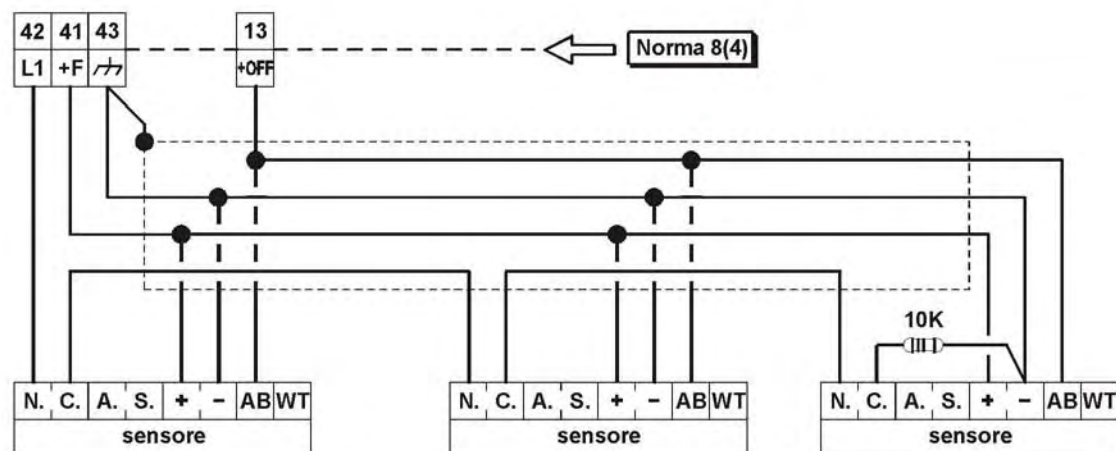 42 41 43 13
Norma 8(4)
L1 +F +OFF
10K
N. C. A. S. + − AB WT N. C. A. S. + − AB WT N. C. A. S. + − AB WT
sensore sensore sensore